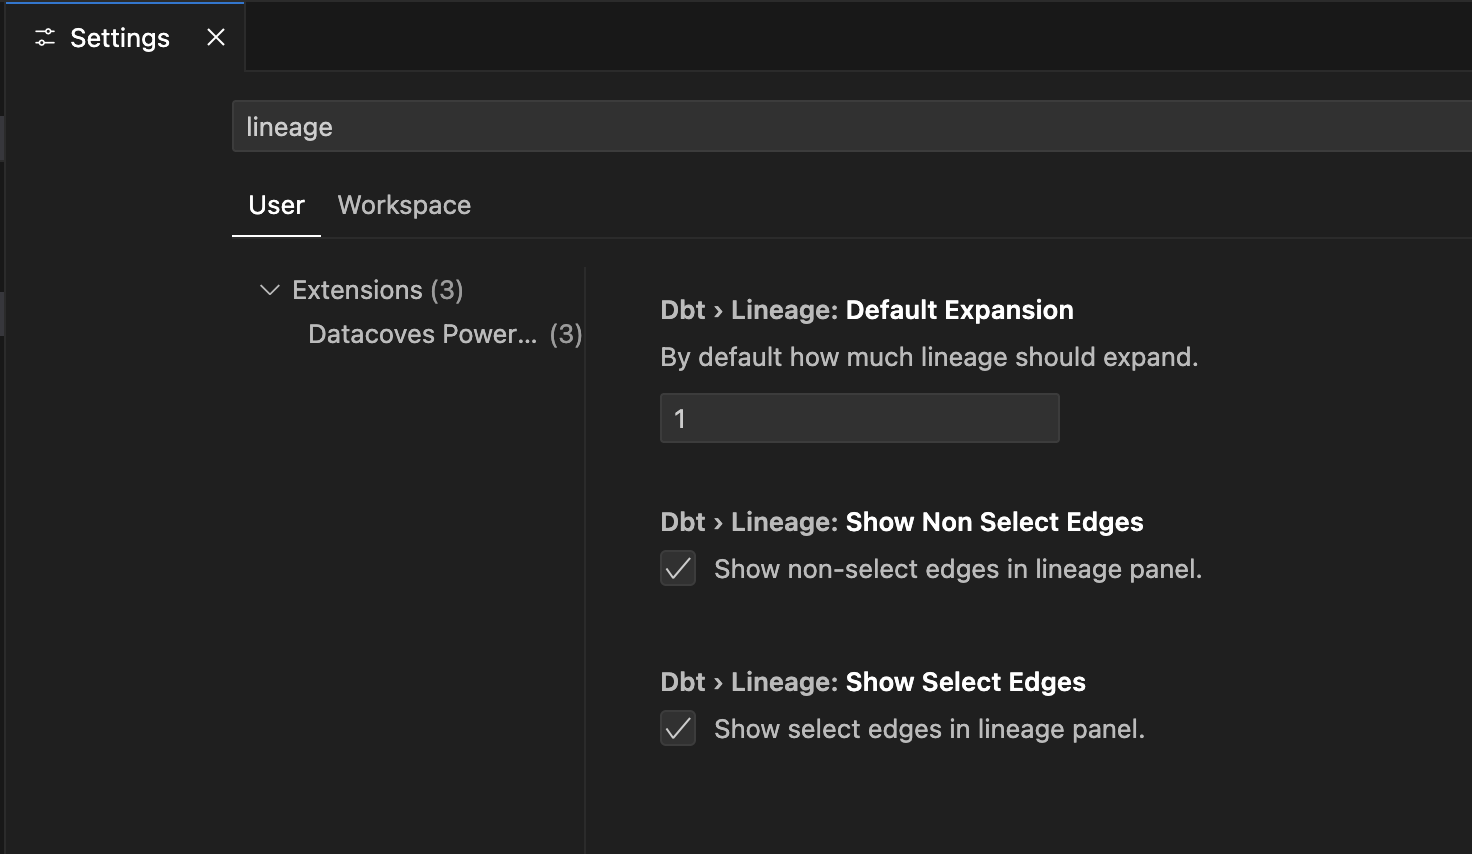 Settings
lineage
User Workspace
Extensions (3)
Datacoves Power... (3)
Dbt › Lineage: Default Expansion
By default how much lineage should expand.
1
Dbt › Lineage: Show Non Select Edges
Show non-select edges in lineage panel.
Dbt › Lineage: Show Select Edges
Show select edges in lineage panel.